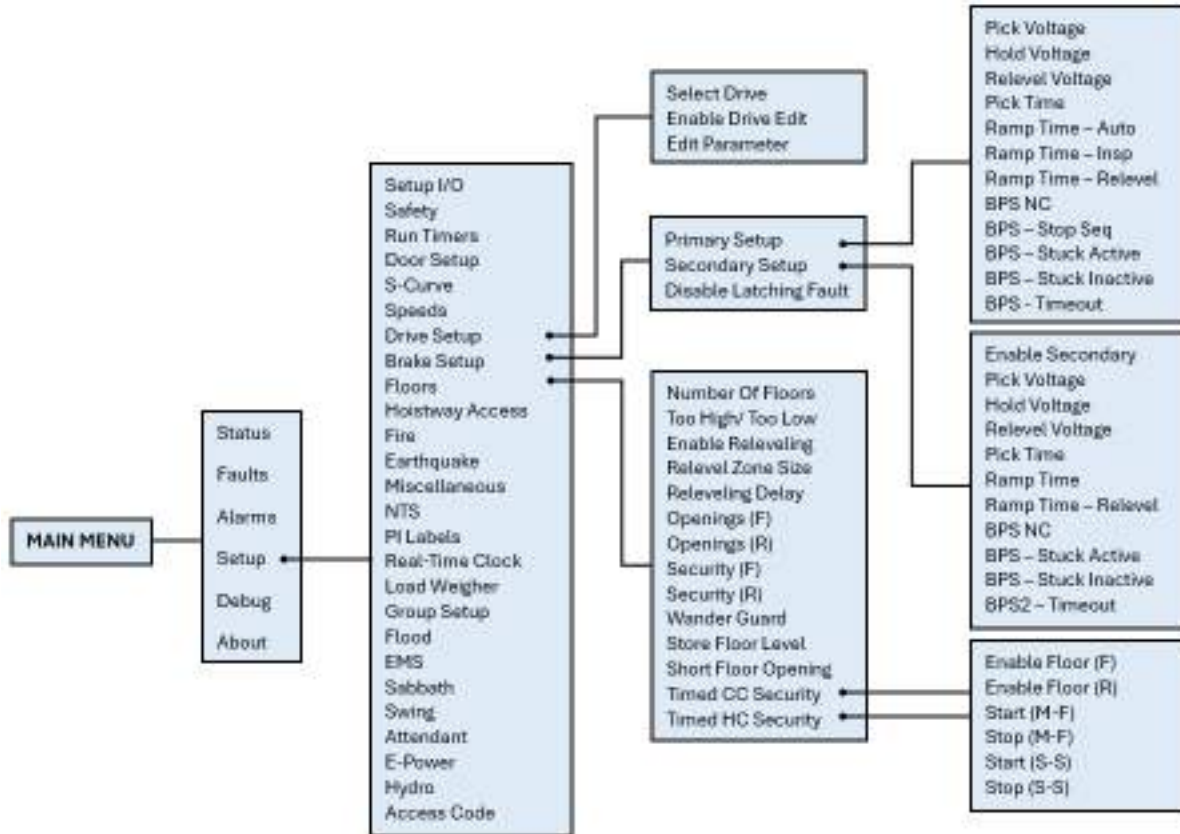 MAIN MENU
Status
Faults
Alarms
Setup
Debug
About
Setup I/O
Safety
Run Timers
Door Setup
S-Curve
Speeds
Drive Setup
Brake Setup
Floors
Hoistway Access
Fire
Earthquake
Miscellaneous
NTS
PI Labels
Real-Time Clock
Load Weigher
Group Setup
Flood
EMS
Sabbath
Swing
Attendant
E-Power
Hydro
Access Code
Select Drive
Enable Drive Edit
Edit Parameter
Primary Setup
Secondary Setup
Disable Latching Fault
Number Of Floors
Too High/ Too Low
Enable Releveling
Relevel Zone Size
Releveling Delay
Openings (F)
Openings (R)
Security (F)
Security (R)
Wander Guard
Store Floor Level
Short Floor Opening
Timed CC Security
Timed HC Security
Pick Voltage
Hold Voltage
Relevel Voltage
Pick Time
Ramp Time – Auto
Ramp Time – Insp
Ramp Time – Relevel
BPS NC
BPS – Stop Seq
BPS – Stuck Active
BPS – Stuck Inactive
BPS - Timeout
Enable Secondary
Pick Voltage
Hold Voltage
Relevel Voltage
Pick Time
Ramp Time
Ramp Time – Relevel
BPS NC
BPS – Stuck Active
BPS – Stuck Inactive
BPS2 – Timeout
Enable Floor (F)
Enable Floor (R)
Start (M-F)
Stop (M-F)
Start (S-S)
Stop (S-S)